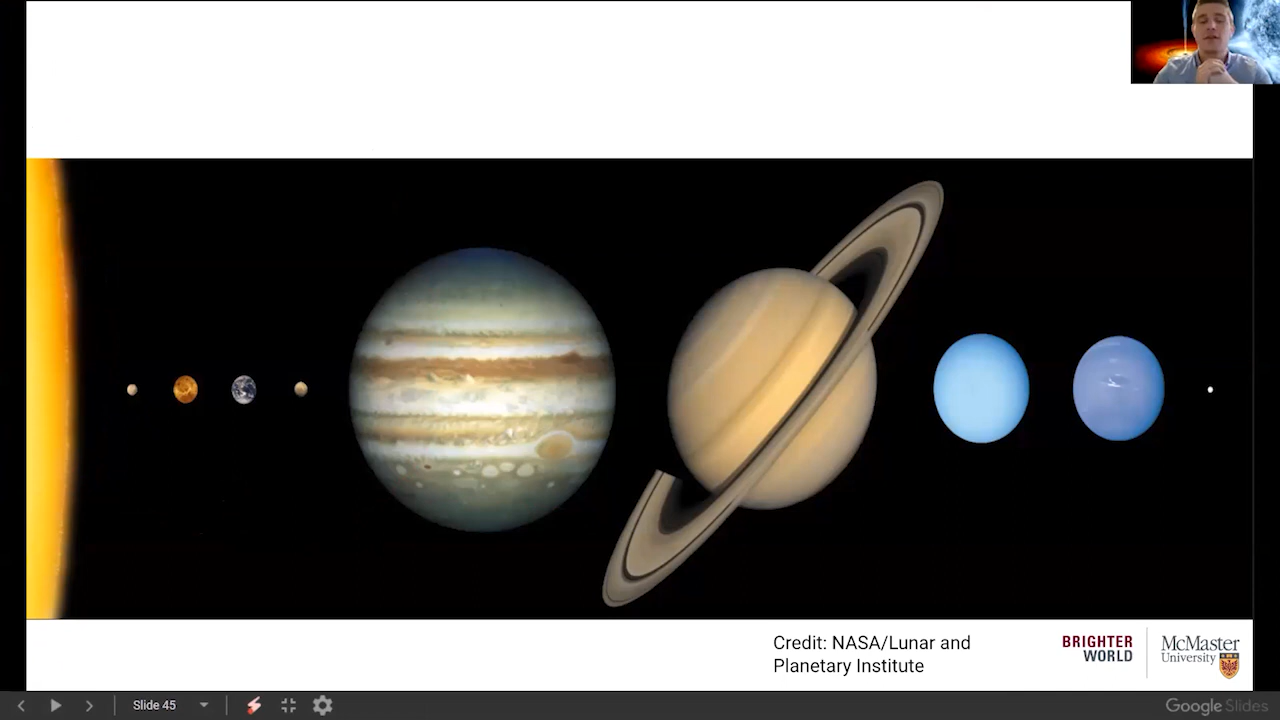 Credit: NASA/Lunar and
Planetary Institute
BRIGHTER
WORLD
McMaster
University
Slide 45
Google Slides